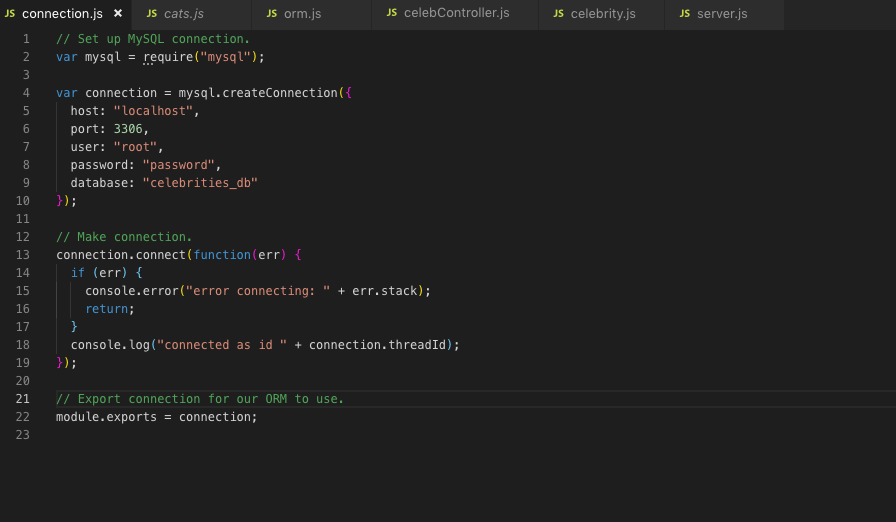 JS connection.js × JS cats.js JS orm.js JS celebController.js JS celebrity.js JS server.js
1 // Set up MySQL connection.
2 var mysql = require("mysql");
3
4 var connection = mysql.createConnection({
5 host: "localhost",
6 port: 3306,
7 user: "root",
8 password: "password",
9 database: "celebrities_db"
10 });
11
12 // Make connection.
13 connection.connect(function(err) {
14 if (err) {
15 console.error("error connecting: " + err.stack);
16 return;
17 }
18 console.log("connected as id " + connection.threadId);
19 });
20
21 // Export connection for our ORM to use.
22 module.exports = connection;
23